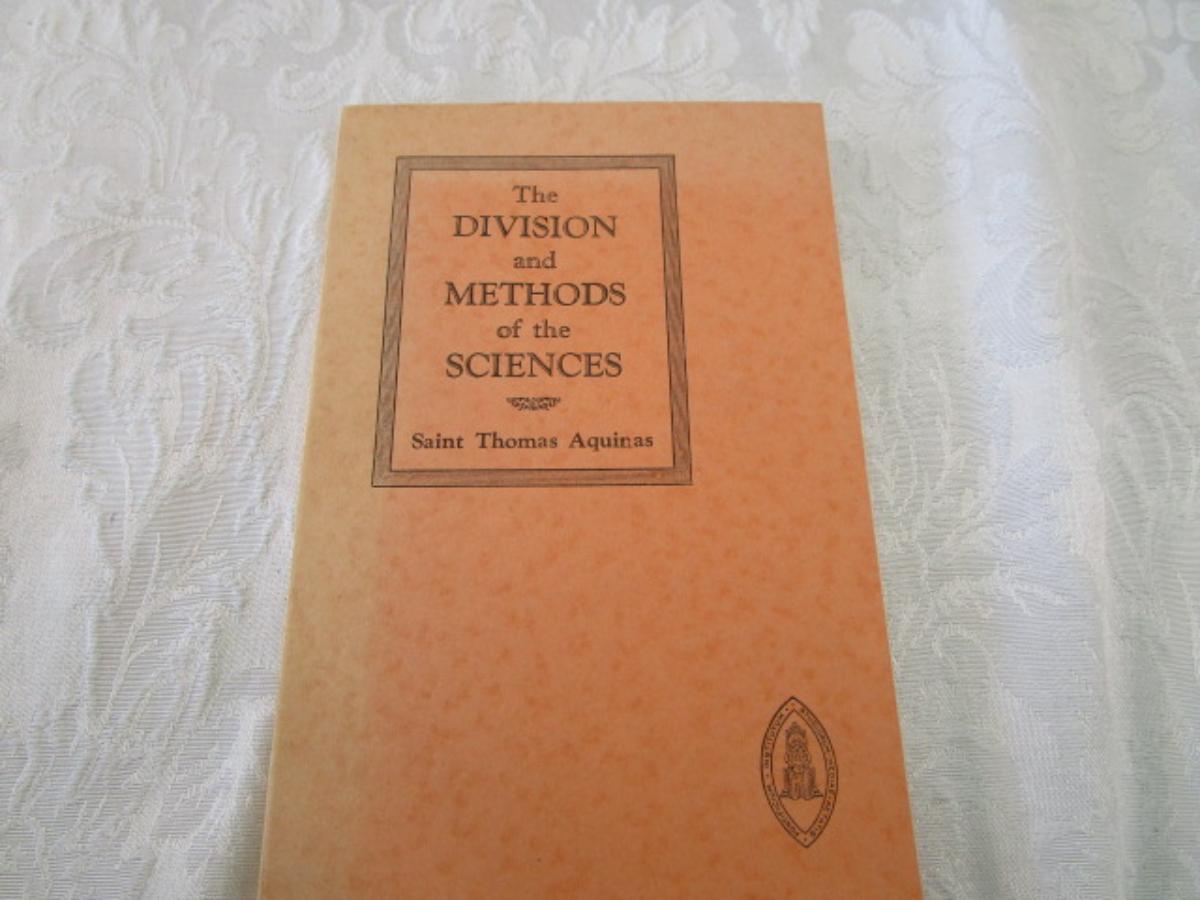 The
DIVISION
and
METHODS
of the
SCIENCES
Saint Thomas Aquinas